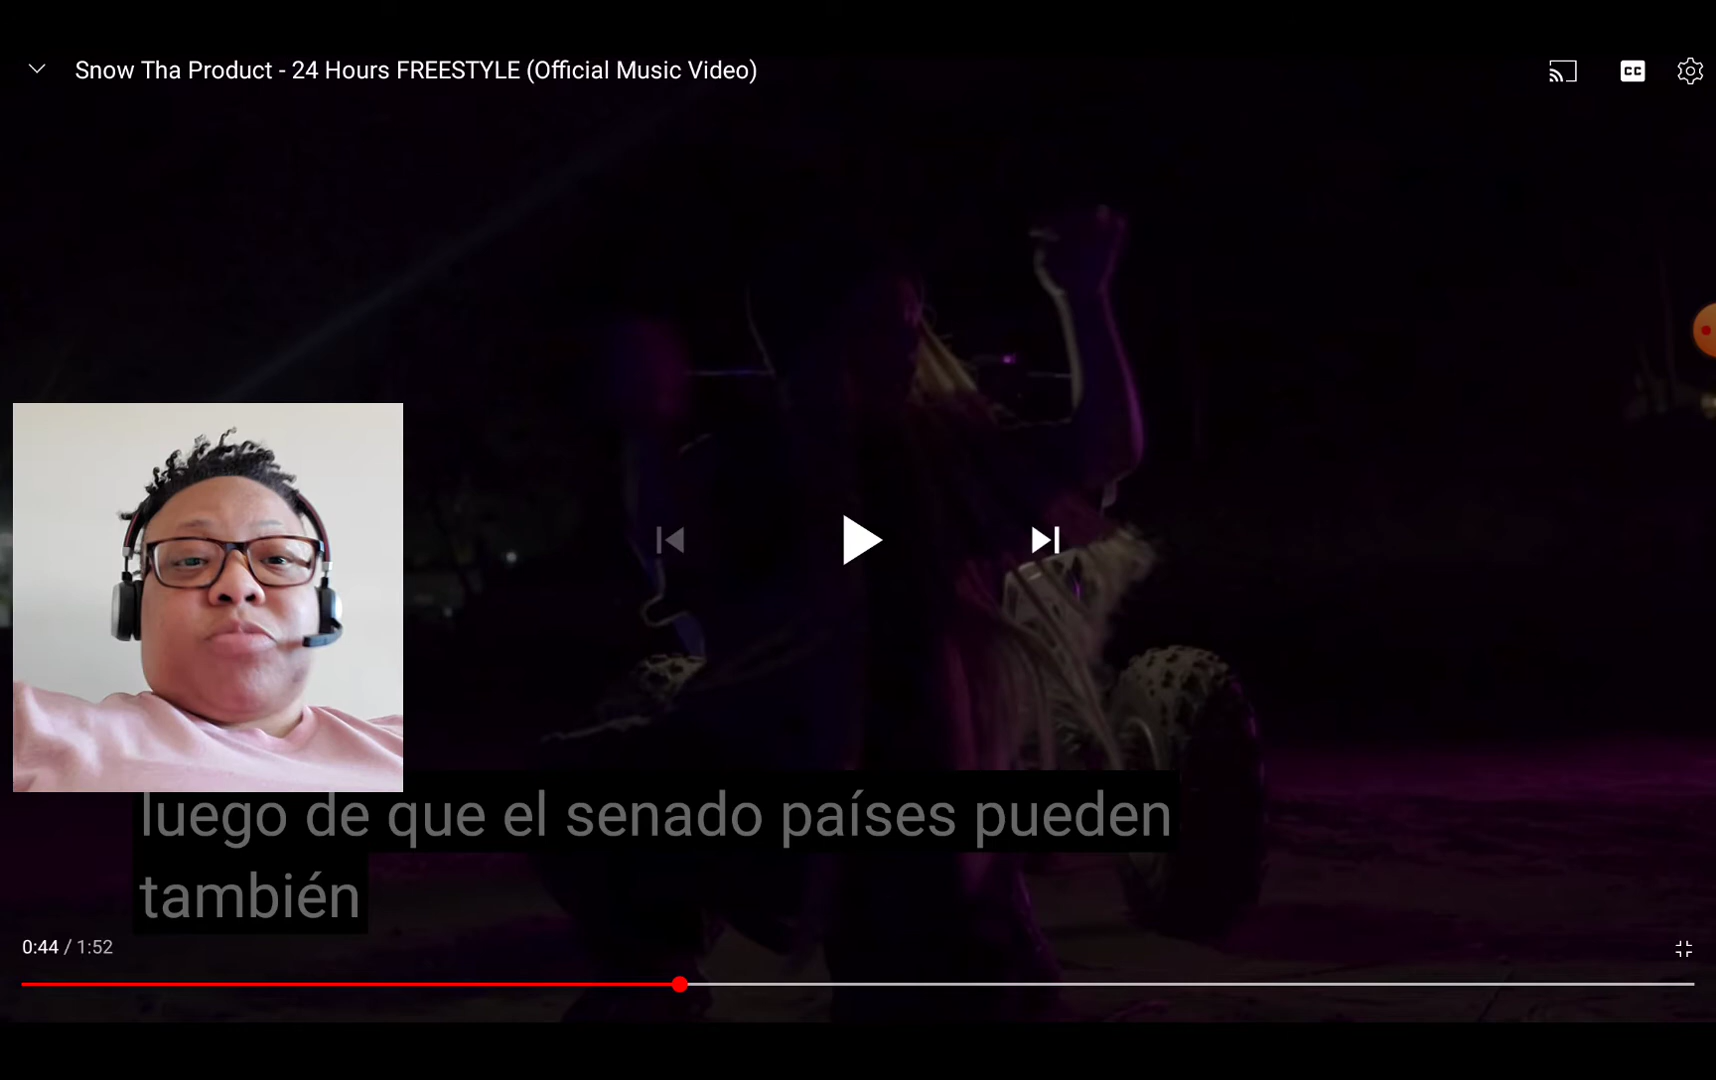 Snow Tha Product - 24 Hours FREESTYLE (Official Music Video)
CC
luego de que el senado países pueden
también
0:44 / 1:52